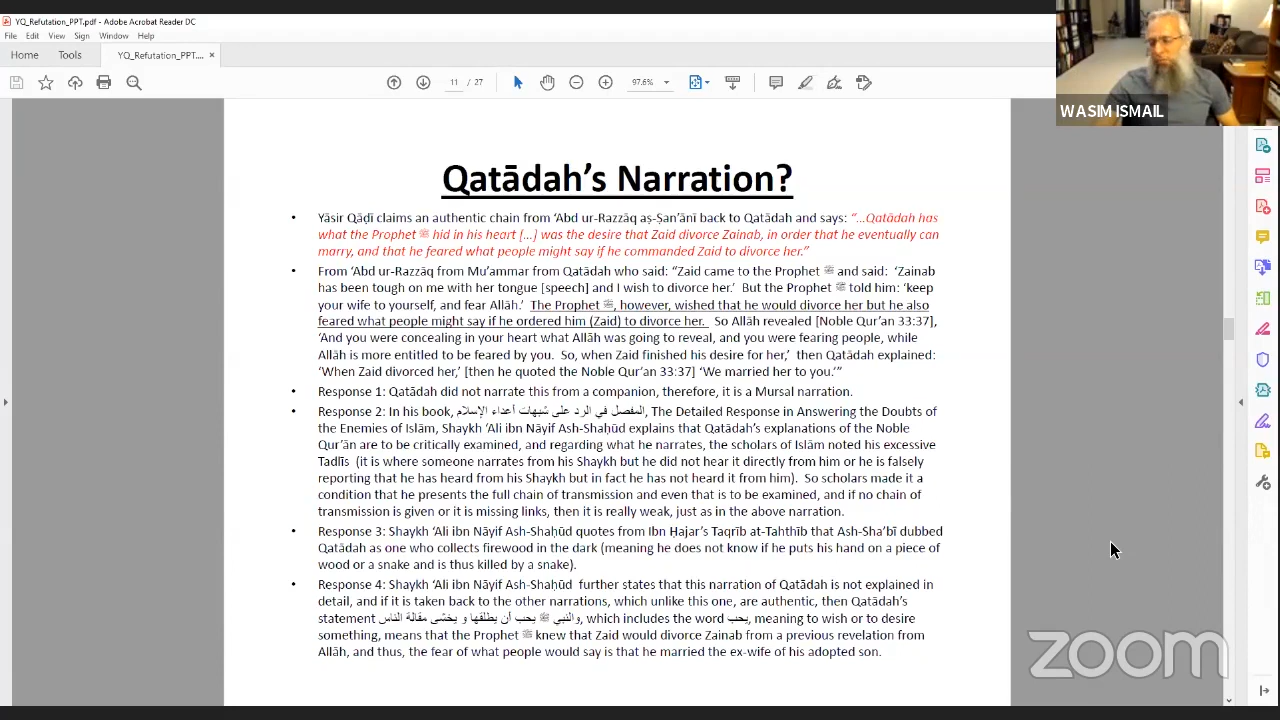 YQ_Refutation_PPT.pdf - Adobe Acrobat Reader DC
File Edit View Sign Window Help
Home Tools YQ_Refutation_PPT.... ×
11 / 27 97.6%
WASIM ISMAIL
Qatādah’s Narration?
• Yāsir Qāḍī claims an authentic chain from ‘Abd ur-Razzāq aṣ-Ṣan’ānī back to Qatādah and says: “…Qatādah has
what the Prophet ﷺ hid in his heart […] was the desire that Zaid divorce Zainab, in order that he eventually can
marry, and that he feared what people might say if he commanded Zaid to divorce her.”
• From ‘Abd ur-Razzāq from Mu’ammar from Qatādah who said: “Zaid came to the Prophet ﷺ and said: ‘Zainab
has been tough on me with her tongue [speech] and I wish to divorce her.’ But the Prophet ﷺ told him: ‘keep
your wife to yourself, and fear Allāh.’ The Prophet ﷺ, however, wished that he would divorce her but he also
feared what people might say if he ordered him (Zaid) to divorce her. So Allāh revealed [Noble Qur’an 33:37],
‘And you were concealing in your heart what Allāh was going to reveal, and you were fearing people, while
Allāh is more entitled to be feared by you. So, when Zaid finished his desire for her,’ then Qatādah explained:
‘When Zaid divorced her,’ [then he quoted the Noble Qur’an 33:37] ‘We married her to you.’”
• Response 1: Qatādah did not narrate this from a companion, therefore, it is a Mursal narration.
• Response 2: In his book, المفصل في الرد على شبهات أعداء الإسلام, The Detailed Response in Answering the Doubts of
the Enemies of Islām, Shaykh ‘Ali ibn Nāyif Ash-Shaḥūd explains that Qatādah’s explanations of the Noble
Qur’ān are to be critically examined, and regarding what he narrates, the scholars of Islām noted his excessive
Tadlīs (it is where someone narrates from his Shaykh but he did not hear it directly from him or he is falsely
reporting that he has heard from his Shaykh but in fact he has not heard it from him). So scholars made it a
condition that he presents the full chain of transmission and even that is to be examined, and if no chain of
transmission is given or it is missing links, then it is really weak, just as in the above narration.
• Response 3: Shaykh ‘Ali ibn Nāyif Ash-Shaḥūd quotes from Ibn Ḥajar’s Taqrīb at-Taththīb that Ash-Sha’bī dubbed
Qatādah as one who collects firewood in the dark (meaning he does not know if he puts his hand on a piece of
wood or a snake and is thus killed by a snake).
• Response 4: Shaykh ‘Ali ibn Nāyif Ash-Shaḥūd further states that this narration of Qatādah is not explained in
detail, and if it is taken back to the other narrations, which unlike this one, are authentic, then Qatādah’s
statement والنبي ﷺ يحب أن يطلقها و يخشى مقالة الناس, which includes the word يحب, meaning to wish or to desire
something, means that the Prophet ﷺ knew that Zaid would divorce Zainab from a previous revelation from
Allāh, and thus, the fear of what people would say is that he married the ex-wife of his adopted son.
zoom